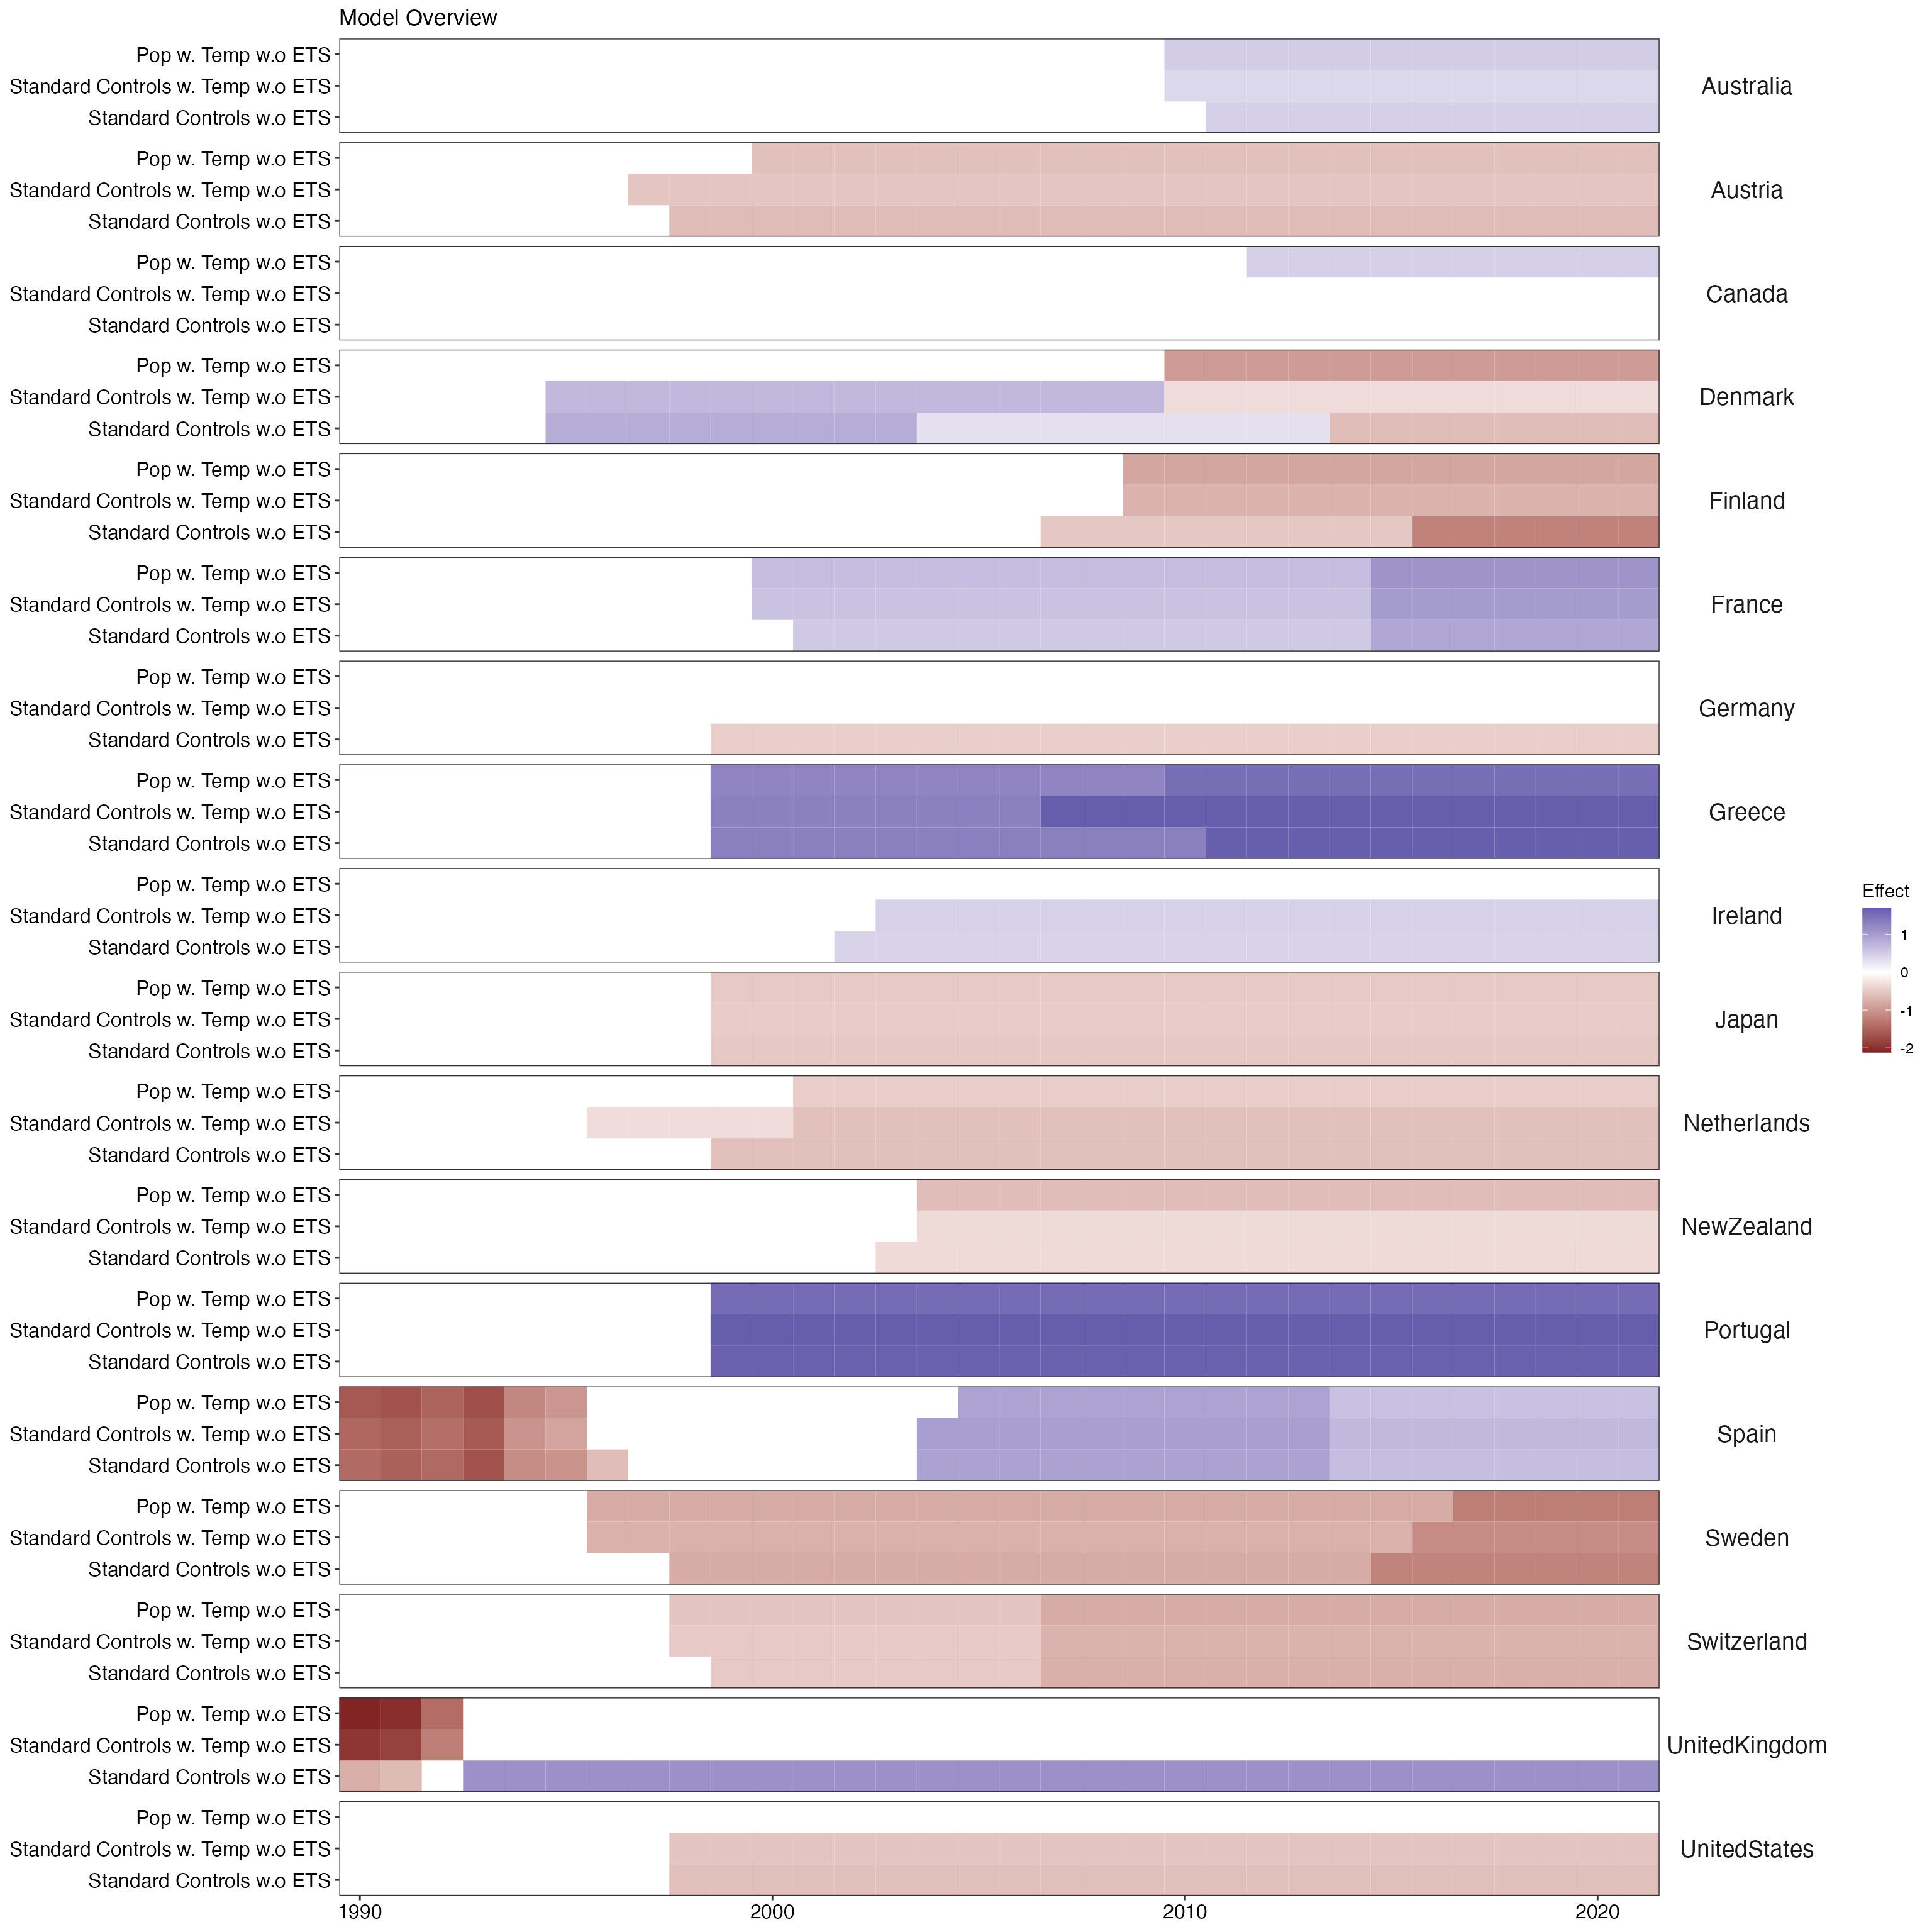 Model Overview
Pop w. Temp w.o ETS
Standard Controls w. Temp w.o ETS
Standard Controls w.o ETS
Australia
Pop w. Temp w.o ETS
Standard Controls w. Temp w.o ETS
Standard Controls w.o ETS
Austria
Pop w. Temp w.o ETS
Standard Controls w. Temp w.o ETS
Standard Controls w.o ETS
Canada
Pop w. Temp w.o ETS
Standard Controls w. Temp w.o ETS
Standard Controls w.o ETS
Denmark
Pop w. Temp w.o ETS
Standard Controls w. Temp w.o ETS
Standard Controls w.o ETS
Finland
Pop w. Temp w.o ETS
Standard Controls w. Temp w.o ETS
Standard Controls w.o ETS
France
Pop w. Temp w.o ETS
Standard Controls w. Temp w.o ETS
Standard Controls w.o ETS
Germany
Pop w. Temp w.o ETS
Standard Controls w. Temp w.o ETS
Standard Controls w.o ETS
Greece
Pop w. Temp w.o ETS
Standard Controls w. Temp w.o ETS
Standard Controls w.o ETS
Ireland
Pop w. Temp w.o ETS
Standard Controls w. Temp w.o ETS
Standard Controls w.o ETS
Japan
Pop w. Temp w.o ETS
Standard Controls w. Temp w.o ETS
Standard Controls w.o ETS
Netherlands
Pop w. Temp w.o ETS
Standard Controls w. Temp w.o ETS
Standard Controls w.o ETS
NewZealand
Pop w. Temp w.o ETS
Standard Controls w. Temp w.o ETS
Standard Controls w.o ETS
Portugal
Pop w. Temp w.o ETS
Standard Controls w. Temp w.o ETS
Standard Controls w.o ETS
Spain
Pop w. Temp w.o ETS
Standard Controls w. Temp w.o ETS
Standard Controls w.o ETS
Sweden
Pop w. Temp w.o ETS
Standard Controls w. Temp w.o ETS
Standard Controls w.o ETS
Switzerland
Pop w. Temp w.o ETS
Standard Controls w. Temp w.o ETS
Standard Controls w.o ETS
UnitedKingdom
Pop w. Temp w.o ETS
Standard Controls w. Temp w.o ETS
Standard Controls w.o ETS
UnitedStates
1990
2000
2010
2020
Effect
1
0
-1
-2